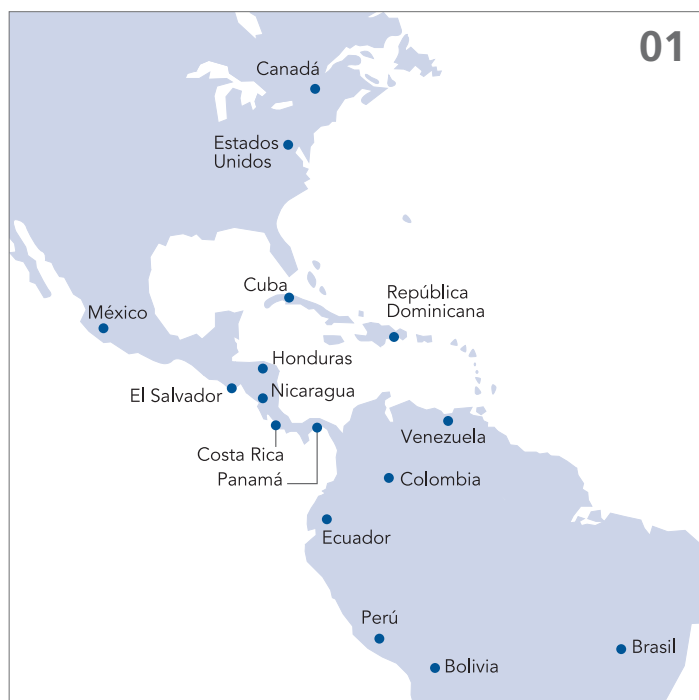 01
Canadá
Estados
Unidos
Cuba
República
Dominicana
México
Honduras
El Salvador
Nicaragua
Costa Rica
Panamá
Venezuela
Colombia
Ecuador
Perú
Bolivia
Brasil